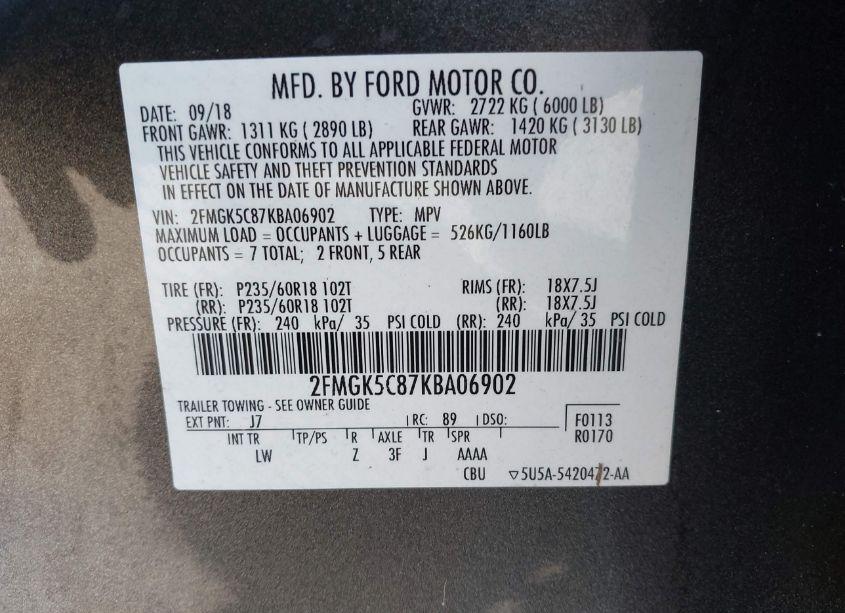 MFD. BY FORD MOTOR CO.
DATE: 09/18 GVWR: 2722 KG ( 6000 LB)
FRONT GAWR: 1311 KG ( 2890 LB) REAR GAWR: 1420 KG ( 3130 LB)
THIS VEHICLE CONFORMS TO ALL APPLICABLE FEDERAL MOTOR
VEHICLE SAFETY AND THEFT PREVENTION STANDARDS
IN EFFECT ON THE DATE OF MANUFACTURE SHOWN ABOVE.
VIN: 2FMGK5C87KBA06902 TYPE: MPV
MAXIMUM LOAD = OCCUPANTS + LUGGAGE = 526KG/1160LB
OCCUPANTS = 7 TOTAL; 2 FRONT, 5 REAR
TIRE (FR): P235/60R18 102T RIMS (FR): 18X7.5J
(RR): P235/60R18 102T (RR): 18X7.5J
PRESSURE (FR): 240 kPa/ 35 PSI COLD (RR): 240 kPa/ 35 PSI COLD
2FMGK5C87KBA06902
TRAILER TOWING - SEE OWNER GUIDE
EXT PNT: J7 RC: 89 DSO: F0113
INT TR TP/PS R AXLE TR SPR R0170
LW Z 3F J AAAA
CBU ▽5U5A-5420472-AA